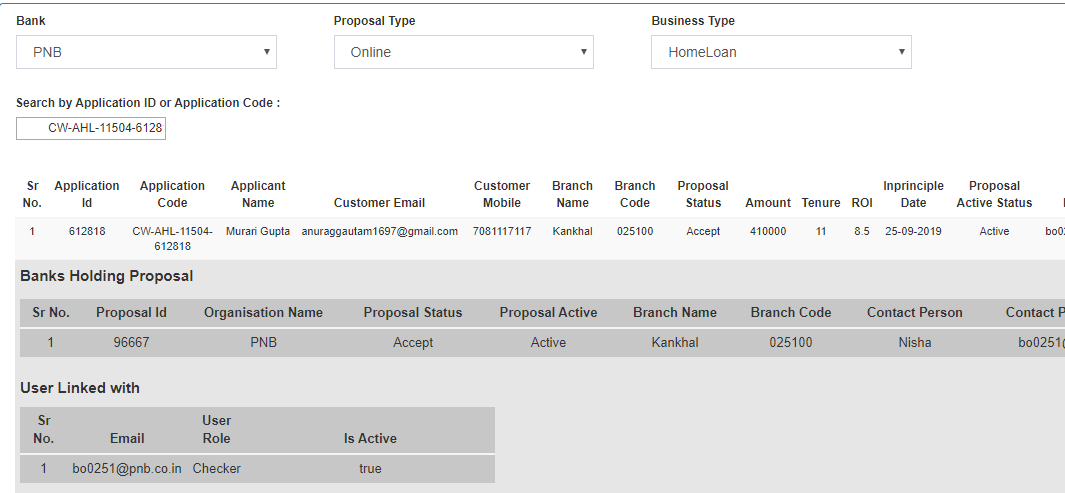 Bank Proposal Type Business Type
PNB Online HomeLoan
Search by Application ID or Application Code :
CW-AHL-11504-6128
Sr Application Application Applicant Customer Branch Branch Proposal Inprinciple Proposal
No. Id Code Name Customer Email Mobile Name Code Status Amount Tenure ROI Date Active Status
1 612818 CW-AHL-11504- Murari Gupta anuraggautam1697@gmail.com 7081117117 Kankhal 025100 Accept 410000 11 8.5 25-09-2019 Active bo0
612818
Banks Holding Proposal
Sr No. Proposal Id Organisation Name Proposal Status Proposal Active Branch Name Branch Code Contact Person Contact P
1 96667 PNB Accept Active Kankhal 025100 Nisha bo0251@
User Linked with
Sr User
No. Email Role Is Active
1 bo0251@pnb.co.in Checker true